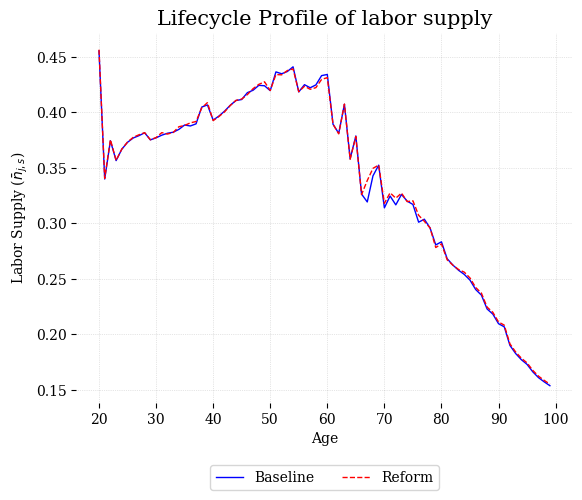 Lifecycle Profile of labor supply
Labor Supply ($\bar{n}_{j,s}$)
0.45
0.40
0.35
0.30
0.25
0.20
0.15
20 30 40 50 60 70 80 90 100
Age
Baseline Reform